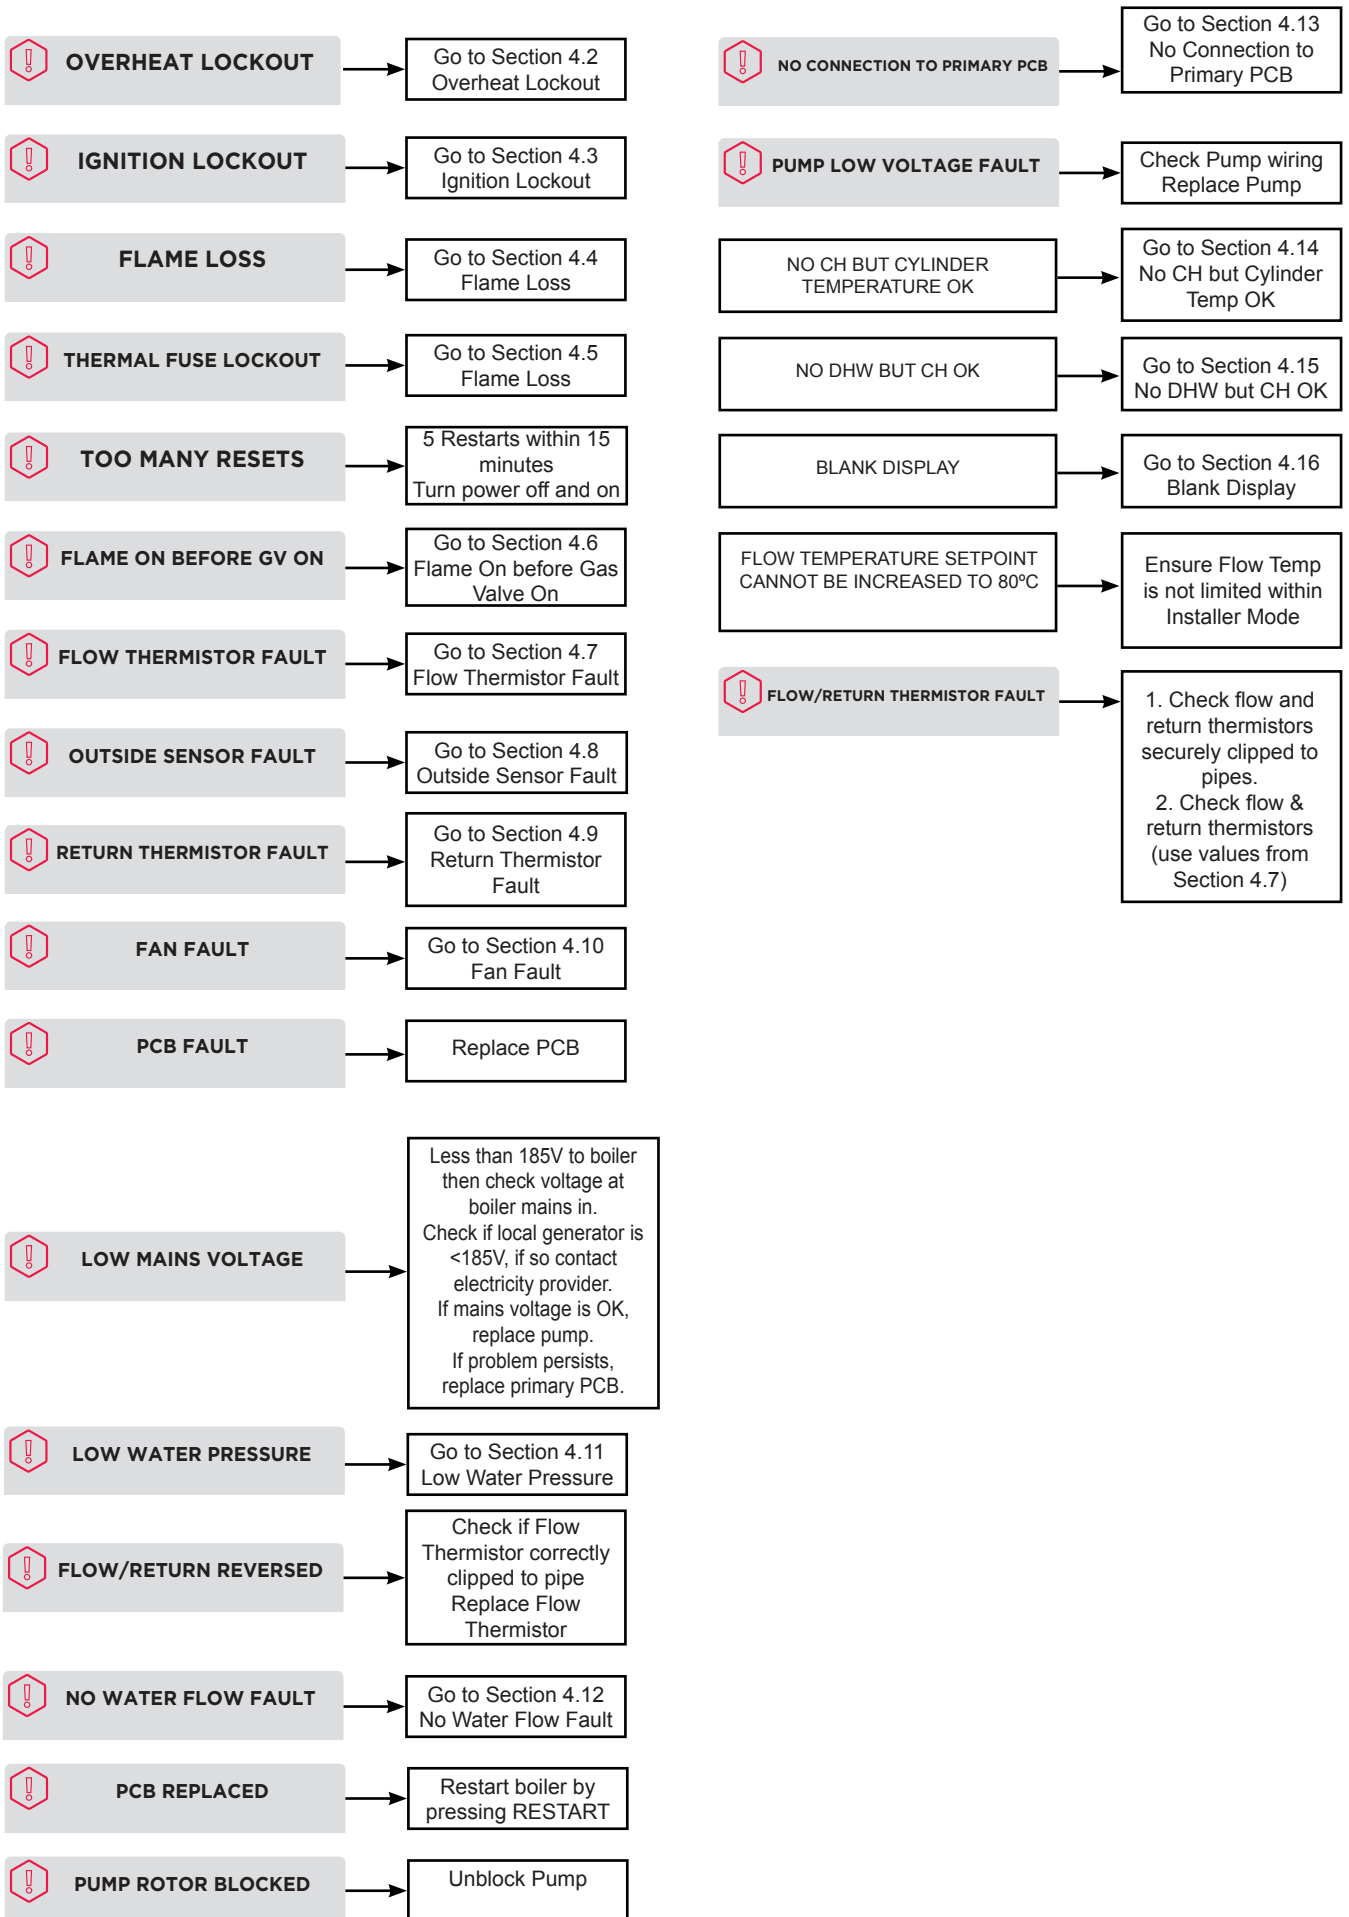 OVERHEAT LOCKOUT
Go to Section 4.2
Overheat Lockout
IGNITION LOCKOUT
Go to Section 4.3
Ignition Lockout
FLAME LOSS
Go to Section 4.4
Flame Loss
THERMAL FUSE LOCKOUT
Go to Section 4.5
Flame Loss
TOO MANY RESETS
5 Restarts within 15
minutes
Turn power off and on
FLAME ON BEFORE GV ON
Go to Section 4.6
Flame On before Gas
Valve On
FLOW THERMISTOR FAULT
Go to Section 4.7
Flow Thermistor Fault
OUTSIDE SENSOR FAULT
Go to Section 4.8
Outside Sensor Fault
RETURN THERMISTOR FAULT
Go to Section 4.9
Return Thermistor
Fault
FAN FAULT
Go to Section 4.10
Fan Fault
PCB FAULT
Replace PCB
LOW MAINS VOLTAGE
Less than 185V to boiler
then check voltage at
boiler mains in.
Check if local generator is
<185V, if so contact
electricity provider.
If mains voltage is OK,
replace pump.
If problem persists,
replace primary PCB.
LOW WATER PRESSURE
Go to Section 4.11
Low Water Pressure
FLOW/RETURN REVERSED
Check if Flow
Thermistor correctly
clipped to pipe
Replace Flow
Thermistor
NO WATER FLOW FAULT
Go to Section 4.12
No Water Flow Fault
PCB REPLACED
Restart boiler by
pressing RESTART
PUMP ROTOR BLOCKED
Unblock Pump
NO CONNECTION TO PRIMARY PCB
Go to Section 4.13
No Connection to
Primary PCB
PUMP LOW VOLTAGE FAULT
Check Pump wiring
Replace Pump
NO CH BUT CYLINDER
TEMPERATURE OK
Go to Section 4.14
No CH but Cylinder
Temp OK
NO DHW BUT CH OK
Go to Section 4.15
No DHW but CH OK
BLANK DISPLAY
Go to Section 4.16
Blank Display
FLOW TEMPERATURE SETPOINT
CANNOT BE INCREASED TO 80ºC
Ensure Flow Temp
is not limited within
Installer Mode
FLOW/RETURN THERMISTOR FAULT
1. Check flow and
return thermistors
securely clipped to
pipes.
2. Check flow &
return thermistors
(use values from
Section 4.7)